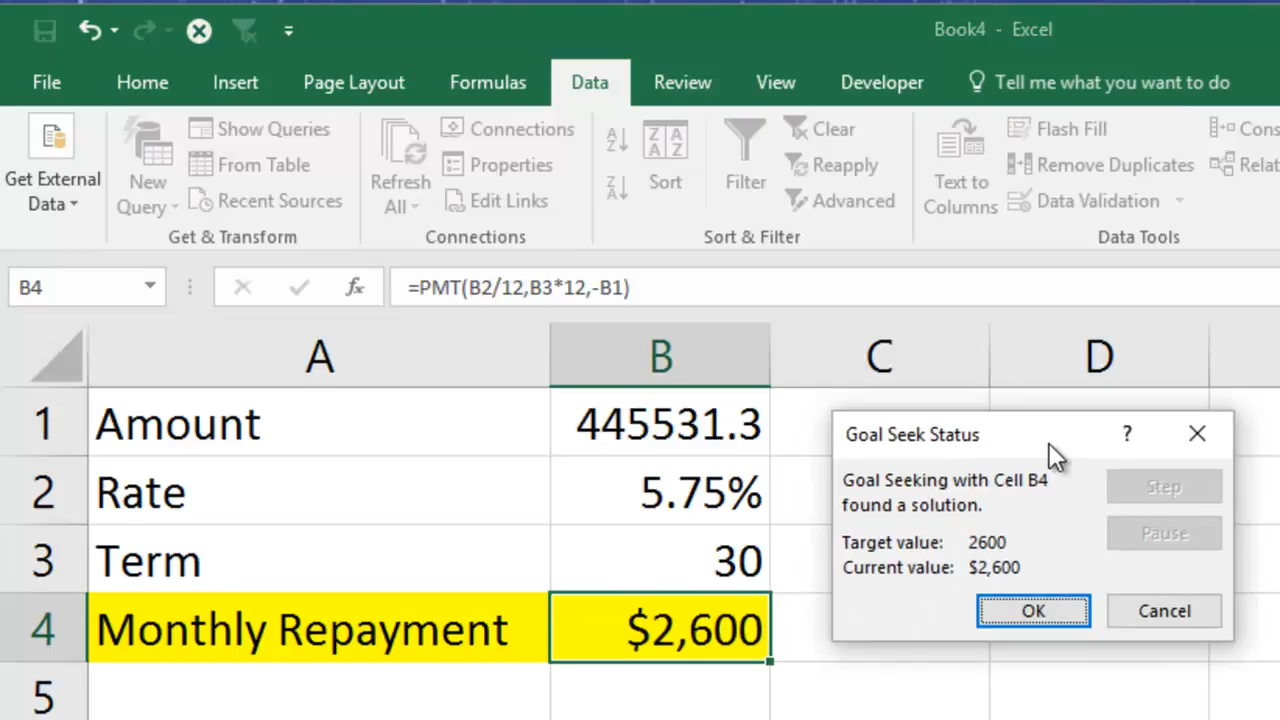 Book4 - Excel
File Home Insert Page Layout Formulas Data Review View Developer Tell me what you want to do
Get External Data
New Query
Show Queries
From Table
Recent Sources
Get & Transform
Refresh All
Connections
Properties
Edit Links
Connections
Sort
Filter
Clear
Reapply
Advanced
Sort & Filter
Text to Columns
Flash Fill
Remove Duplicates
Data Validation
Cons
Relat
Data Tools
B4 fx =PMT(B2/12,B3*12,-B1)
A B C D
1 Amount 445531.3
2 Rate 5.75%
3 Term 30
4 Monthly Repayment $2,600
5
Goal Seek Status ?
Goal Seeking with Cell B4
found a solution.
Target value: 2600
Current value: $2,600
Step
Pause
OK Cancel